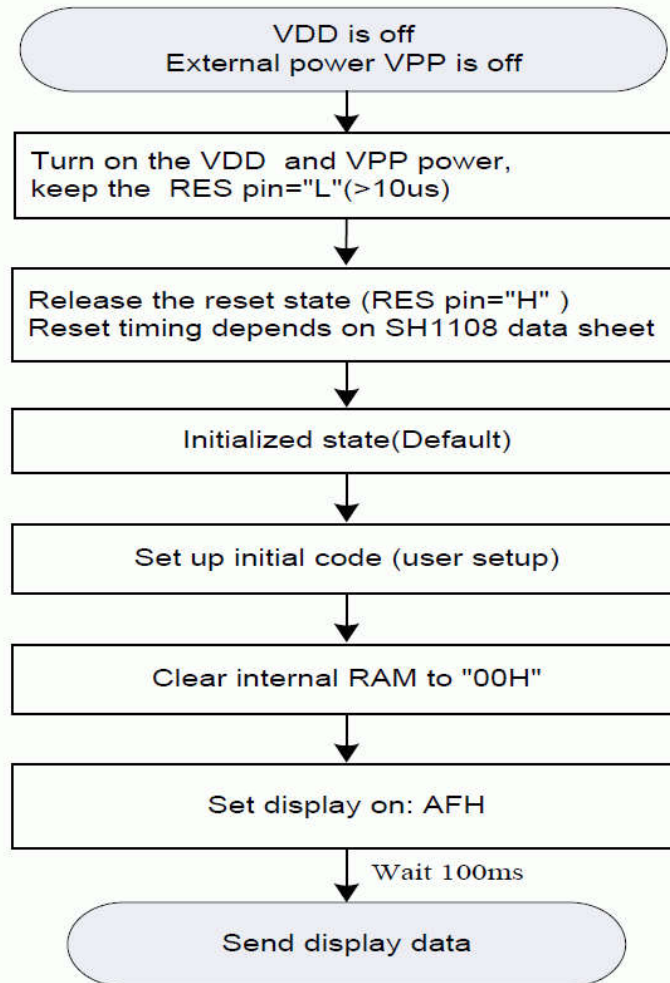 VDD is off
External power VPP is off
Turn on the VDD and VPP power,
keep the RES pin="L"(>10us)
Release the reset state (RES pin="H" )
Reset timing depends on SH1108 data sheet
Initialized state(Default)
Set up initial code (user setup)
Clear internal RAM to "00H"
Set display on: AFH
Wait 100ms
Send display data